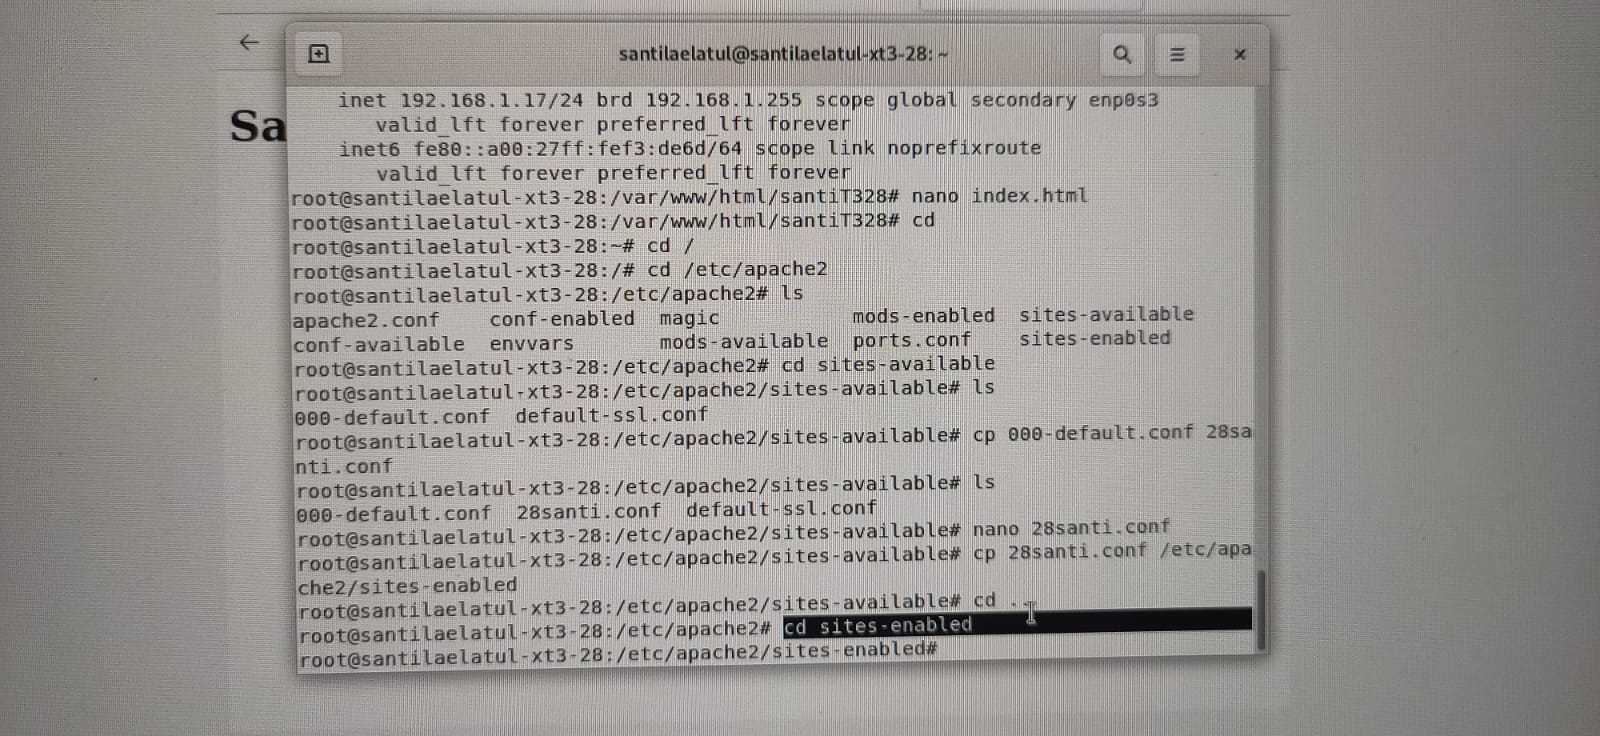 santilaelatul@santilaelatul-xt3-28: ~
Sa
inet 192.168.1.17/24 brd 192.168.1.255 scope global secondary enp0s3
valid_lft forever preferred_lft forever
inet6 fe80::a00:27ff:fef3:de6d/64 scope link noprefixroute
valid_lft forever preferred_lft forever
root@santilaelatul-xt3-28:/var/www/html/santiT328# nano index.html
root@santilaelatul-xt3-28:/var/www/html/santiT328# cd
root@santilaelatul-xt3-28:~# cd /
root@santilaelatul-xt3-28:/# cd /etc/apache2
root@santilaelatul-xt3-28:/etc/apache2# ls
apache2.conf    conf-enabled  magic           mods-enabled  sites-available
conf-available  envvars       mods-available  ports.conf    sites-enabled
root@santilaelatul-xt3-28:/etc/apache2# cd sites-available
root@santilaelatul-xt3-28:/etc/apache2/sites-available# ls
000-default.conf  default-ssl.conf
root@santilaelatul-xt3-28:/etc/apache2/sites-available# cp 000-default.conf 28sa
nti.conf
root@santilaelatul-xt3-28:/etc/apache2/sites-available# ls
000-default.conf  28santi.conf  default-ssl.conf
root@santilaelatul-xt3-28:/etc/apache2/sites-available# nano 28santi.conf
root@santilaelatul-xt3-28:/etc/apache2/sites-available# cp 28santi.conf /etc/apa
che2/sites-enabled
root@santilaelatul-xt3-28:/etc/apache2/sites-available# cd ..
root@santilaelatul-xt3-28:/etc/apache2# cd sites-enabled
root@santilaelatul-xt3-28:/etc/apache2/sites-enabled#